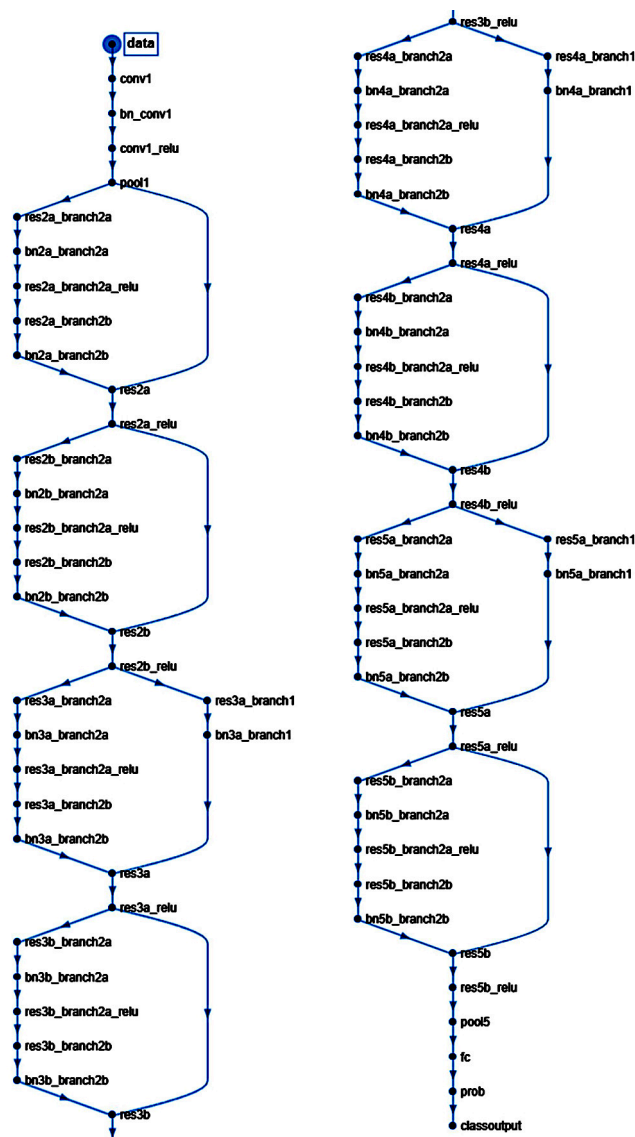 data
conv1
bn_conv1
conv1_relu
pool1
res2a_branch2a
bn2a_branch2a
res2a_branch2a_relu
res2a_branch2b
bn2a_branch2b
res2a
res2a_relu
res2b_branch2a
bn2b_branch2a
res2b_branch2a_relu
res2b_branch2b
bn2b_branch2b
res2b
res2b_relu
res3a_branch2a
res3a_branch1
bn3a_branch2a
bn3a_branch1
res3a_branch2a_relu
res3a_branch2b
bn3a_branch2b
res3a
res3a_relu
res3b_branch2a
bn3b_branch2a
res3b_branch2a_relu
res3b_branch2b
bn3b_branch2b
res3b
res3b_relu
res4a_branch2a
res4a_branch1
bn4a_branch2a
bn4a_branch1
res4a_branch2a_relu
res4a_branch2b
bn4a_branch2b
res4a
res4a_relu
res4b_branch2a
bn4b_branch2a
res4b_branch2a_relu
res4b_branch2b
bn4b_branch2b
res4b
res4b_relu
res5a_branch2a
res5a_branch1
bn5a_branch2a
bn5a_branch1
res5a_branch2a_relu
res5a_branch2b
bn5a_branch2b
res5a
res5a_relu
res5b_branch2a
bn5b_branch2a
res5b_branch2a_relu
res5b_branch2b
bn5b_branch2b
res5b
res5b_relu
pool5
fc
prob
classoutput